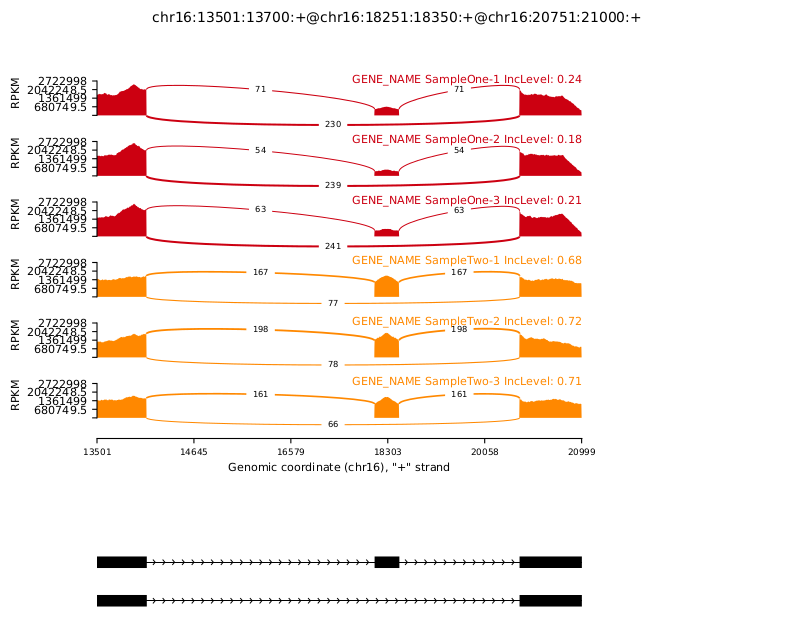 chr16:13501:13700:+@chr16:18251:18350:+@chr16:20751:21000:+
GENE_NAME SampleOne-1 IncLevel: 0.24
RPKM
2722998
2042248.5
1361499
680749.5
71
71
230
GENE_NAME SampleOne-2 IncLevel: 0.18
RPKM
2722998
2042248.5
1361499
680749.5
54
54
239
GENE_NAME SampleOne-3 IncLevel: 0.21
RPKM
2722998
2042248.5
1361499
680749.5
63
63
241
GENE_NAME SampleTwo-1 IncLevel: 0.68
RPKM
2722998
2042248.5
1361499
680749.5
167
167
77
GENE_NAME SampleTwo-2 IncLevel: 0.72
RPKM
2722998
2042248.5
1361499
680749.5
198
198
78
GENE_NAME SampleTwo-3 IncLevel: 0.71
RPKM
2722998
2042248.5
1361499
680749.5
161
161
66
13501 14645 16579 18303 20058 20999
Genomic coordinate (chr16), "+" strand